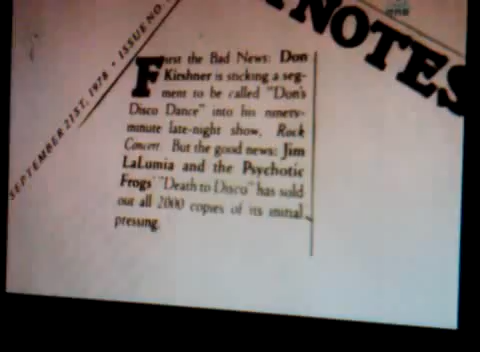 SEPTEMBER 21ST, 1978 • ISSUE NO
NOTES
First the Bad News: Don
Kirshner is sticking a seg-
ment to be called "Don's
Disco Dance" into his ninety-
minute late-night show, Rock
Concert. But the good news: Jim
LaLumia and the Psychotic
Frogs' "Death to Disco" has sold
out all 2000 copies of its initial
pressing.